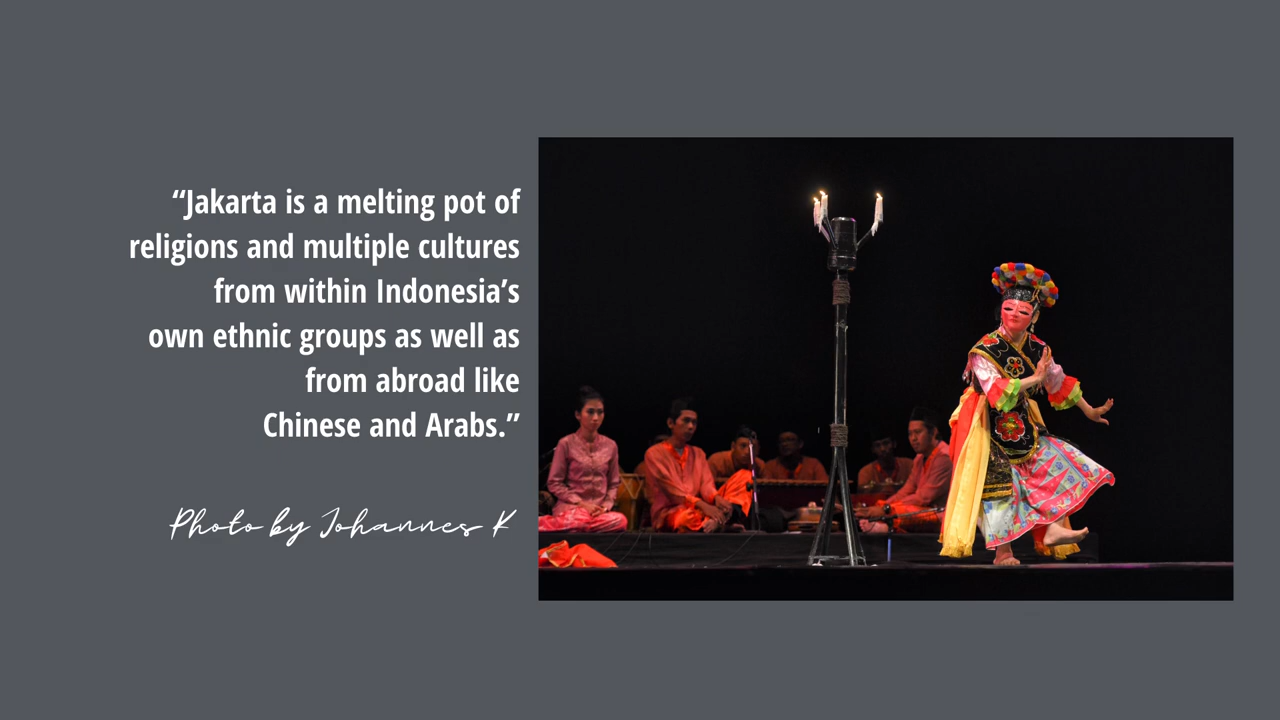 “Jakarta is a melting pot of
religions and multiple cultures
from within Indonesia’s
own ethnic groups as well as
from abroad like
Chinese and Arabs.”
Photo by Johannes K